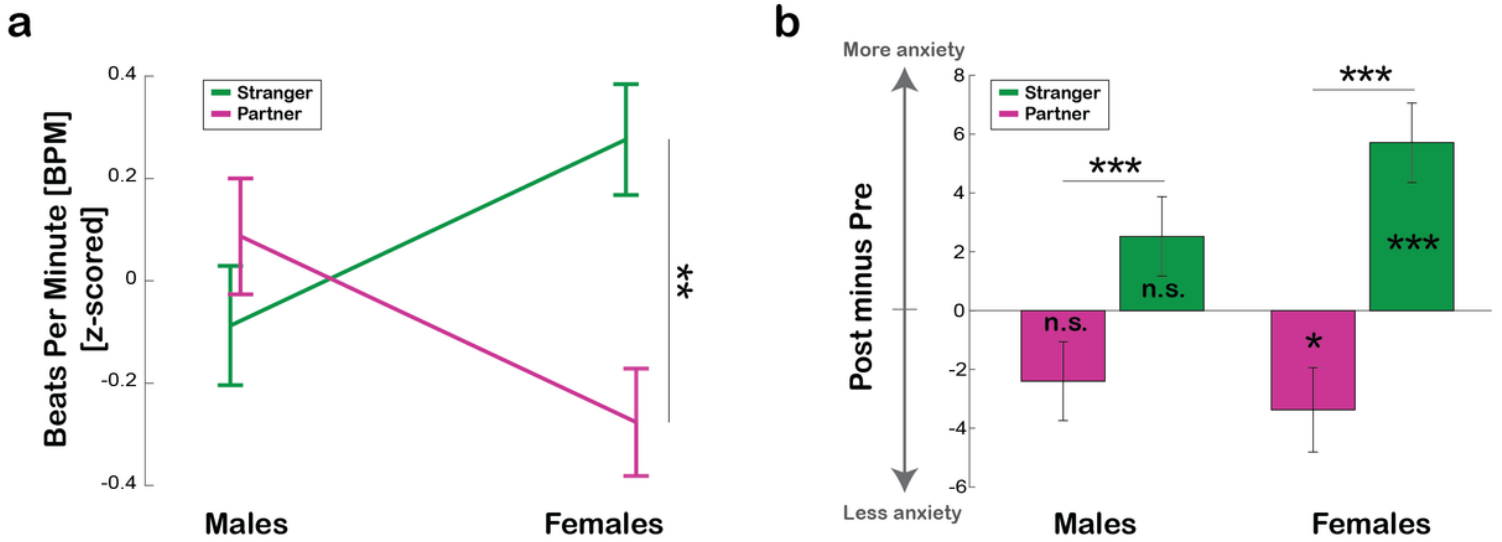 a
Beats Per Minute [BPM]
[z-scored]
0.4
0.2
0
-0.2
-0.4
Stranger
Partner
**
Males
Females
b
More anxiety
Less anxiety
Post minus Pre
8
6
4
2
0
-2
-4
-6
Stranger
Partner
***
***
n.s.
n.s.
***
*
Males
Females